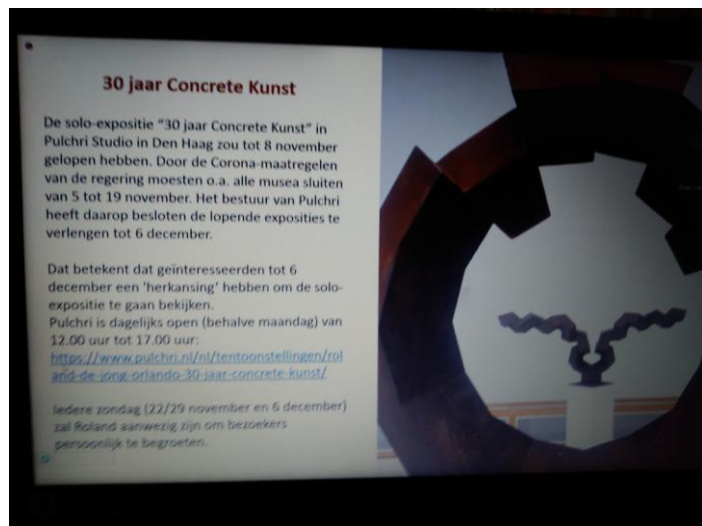 30 jaar Concrete Kunst
De solo-expositie "30 jaar Concrete Kunst" in
Pulchri Studio in Den Haag zou tot 8 november
gelopen hebben. Door de Corona-maatregelen
van de regering moesten o.a. alle musea sluiten
van 5 tot 19 november. Het bestuur van Pulchri
heeft daarop besloten de lopende exposities te
verlengen tot 6 december.
Dat betekent dat geïnteresseerden tot 6
december een 'herkansing' hebben om de solo-
expositie te gaan bekijken.
Pulchri is dagelijks open (behalve maandag) van
12.00 uur tot 17.00 uur:
https://www.pulchri.nl/nl/tentoonstellingen/rol
and-de-jong-orlando-30-jaar-concrete-kunst/
Iedere zondag (22/29 november en 6 december)
zal Roland aanwezig zijn om bezoekers
persoonlijk te begroeten.